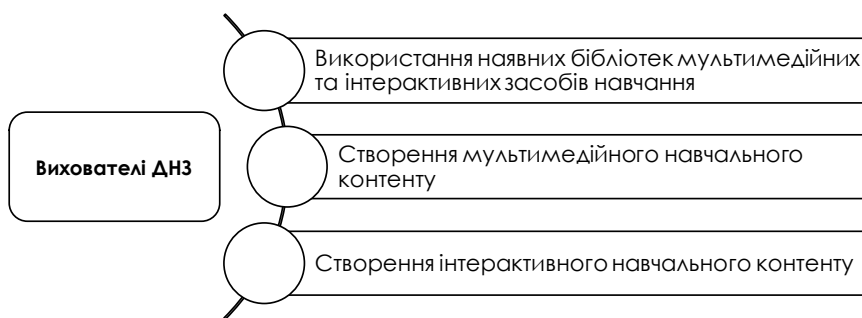 Використання наявних бібліотек мультимедійних
та інтерактивних засобів навчання
Вихователі ДНЗ
Створення мультимедійного навчального
контенту
Створення інтерактивного навчального контенту